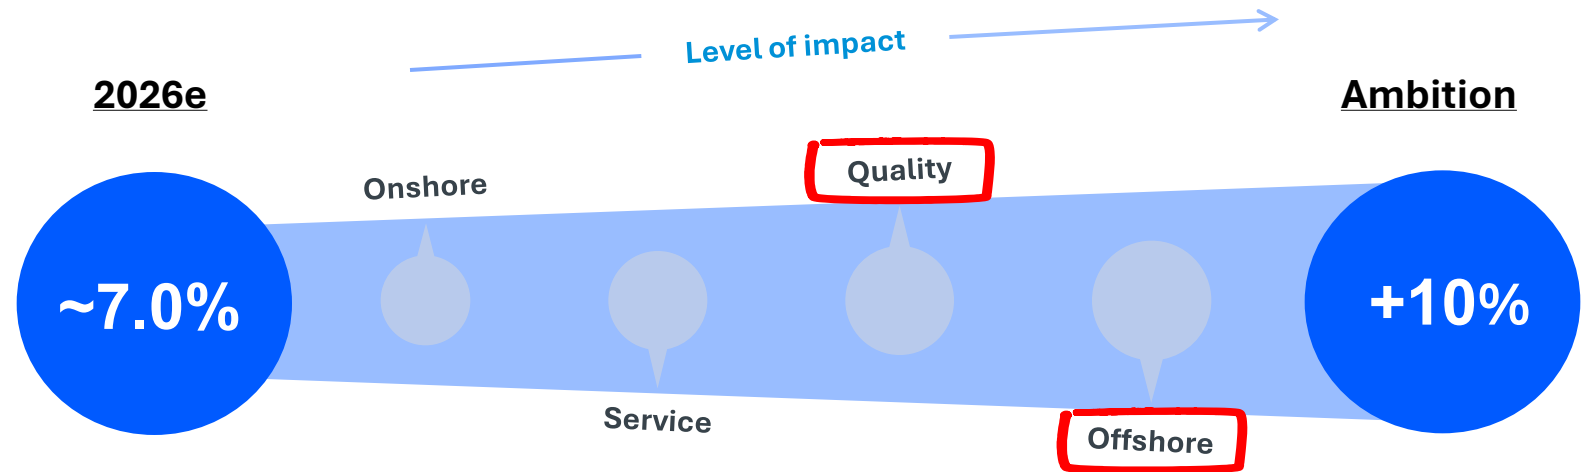 Level of impact
2026e
Ambition
Quality
Onshore
~7.0%
+10%
Service
Offshore